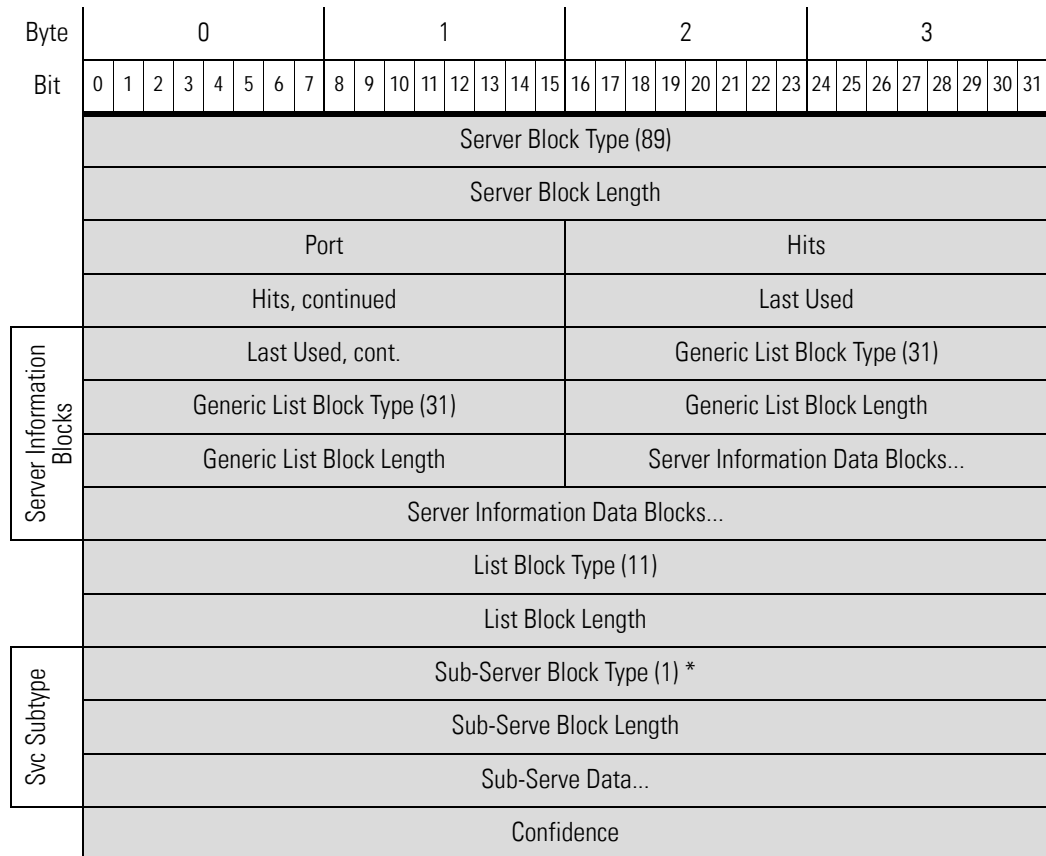 Byte 0 1 2 3
Bit 0 1 2 3 4 5 6 7 8 9 10 11 12 13 14 15 16 17 18 19 20 21 22 23 24 25 26 27 28 29 30 31
Server Block Type (89)
Server Block Length
Port Hits
Hits, continued Last Used
Server Information
Blocks
Last Used, cont. Generic List Block Type (31)
Generic List Block Type (31) Generic List Block Length
Generic List Block Length Server Information Data Blocks...
Server Information Data Blocks...
List Block Type (11)
List Block Length
Svc Subtype
Sub-Server Block Type (1) *
Sub-Serve Block Length
Sub-Serve Data...
Confidence